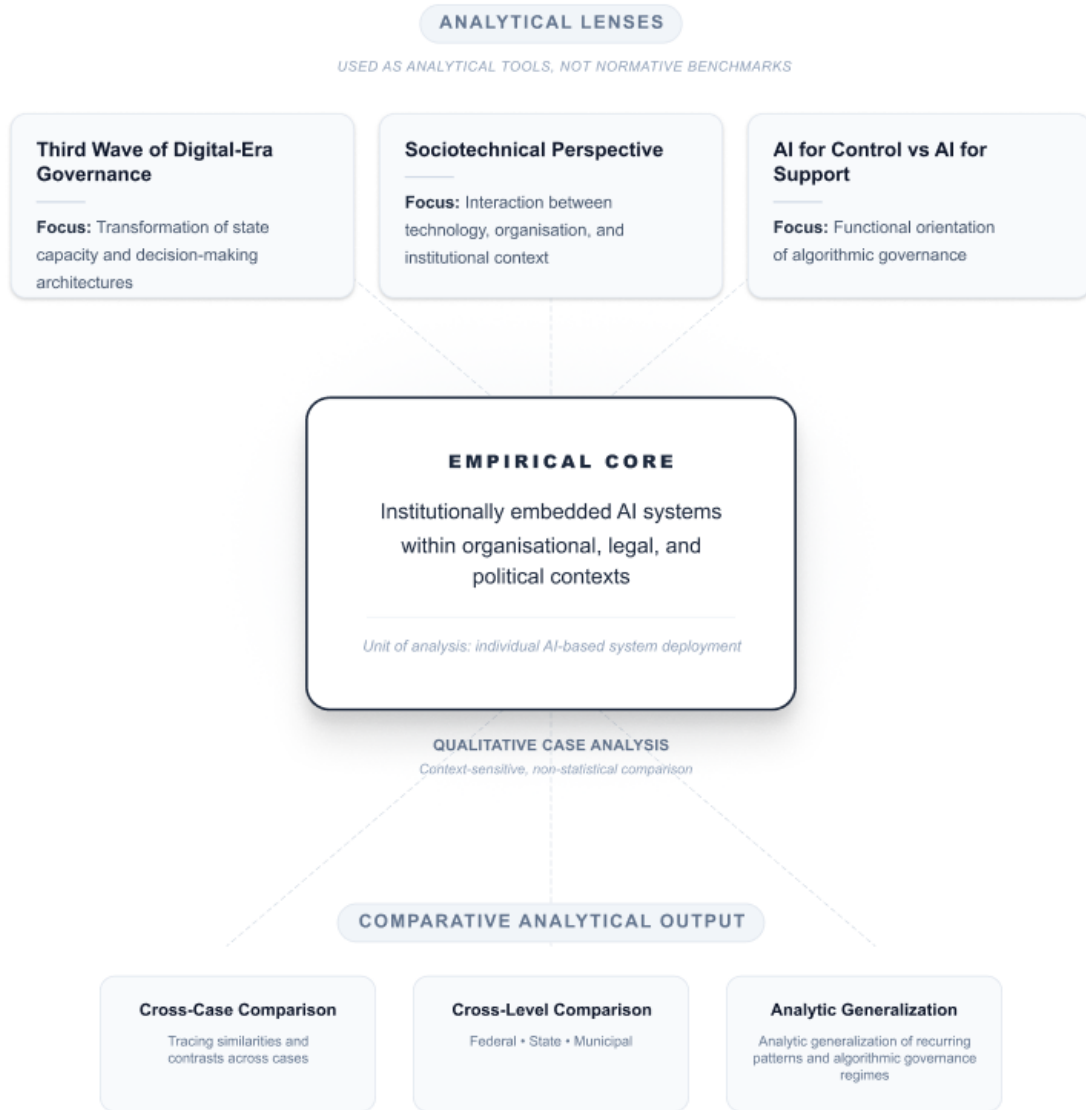 ANALYTICAL LENSES
USED AS ANALYTICAL TOOLS, NOT NORMATIVE BENCHMARKS
Third Wave of Digital-Era
Governance
Focus: Transformation of state
capacity and decision-making
architectures
Sociotechnical Perspective
Focus: Interaction between
technology, organisation, and
institutional context
AI for Control vs AI for
Support
Focus: Functional orientation
of algorithmic governance
EMPIRICAL CORE
Institutionally embedded AI systems
within organisational, legal, and
political contexts
Unit of analysis: individual AI-based system deployment
QUALITATIVE CASE ANALYSIS
Context-sensitive, non-statistical comparison
COMPARATIVE ANALYTICAL OUTPUT
Cross-Case Comparison
Tracing similarities and
contrasts across cases
Cross-Level Comparison
Federal • State • Municipal
Analytic Generalization
Analytic generalization of recurring
patterns and algorithmic governance
regimes